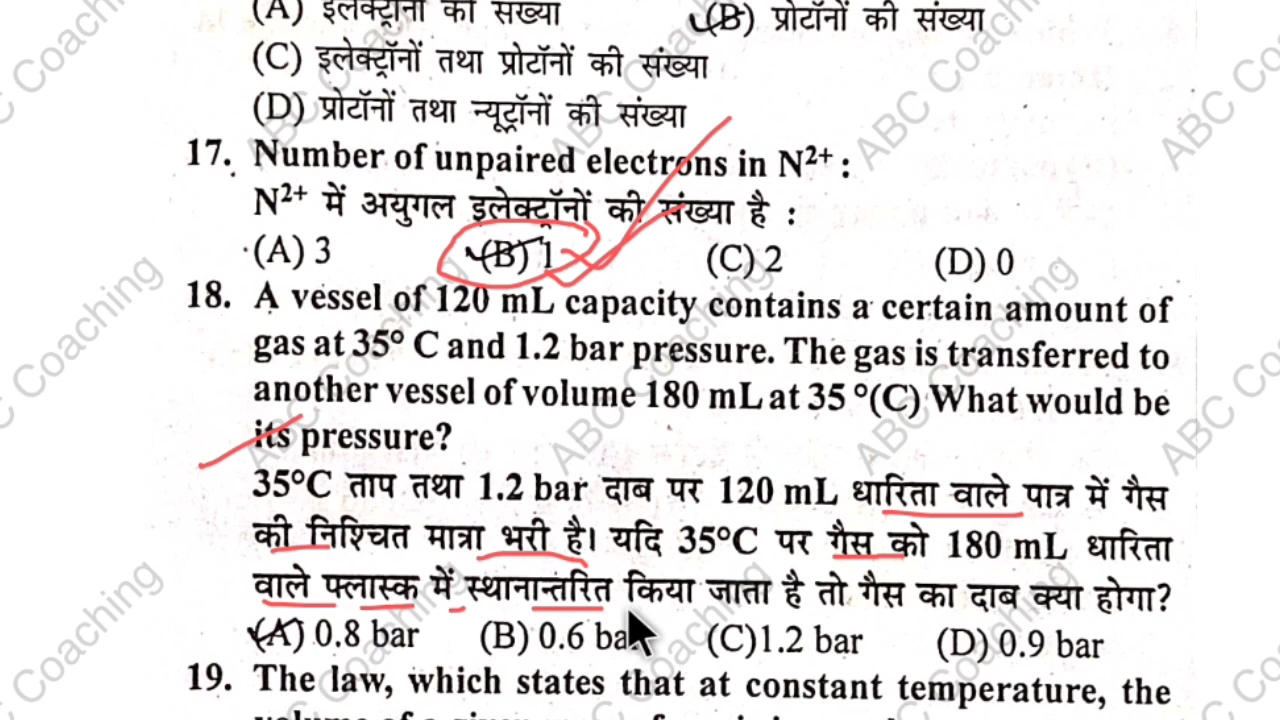 (A) इलेक्ट्रॉनों की संख्या (B) प्रोटॉनों की संख्या
(C) इलेक्ट्रॉनों तथा प्रोटॉनों की संख्या
(D) प्रोटॉनों तथा न्यूट्रॉनों की संख्या
17. Number of unpaired electrons in N²⁺ :
N²⁺ में अयुगल इलेक्ट्रॉनों की संख्या है :
(A) 3 (B) 1 (C) 2 (D) 0
18. A vessel of 120 mL capacity contains a certain amount of
gas at 35° C and 1.2 bar pressure. The gas is transferred to
another vessel of volume 180 mL at 35 °(C) What would be
its pressure?
35°C ताप तथा 1.2 bar दाब पर 120 mL धारिता वाले पात्र में गैस
की निश्चित मात्रा भरी है। यदि 35°C पर गैस को 180 mL धारिता
वाले फ्लास्क में स्थानान्तरित किया जाता है तो गैस का दाब क्या होगा?
(A) 0.8 bar (B) 0.6 bar (C) 1.2 bar (D) 0.9 bar
19. The law, which states that at constant temperature, the
ABC Coaching